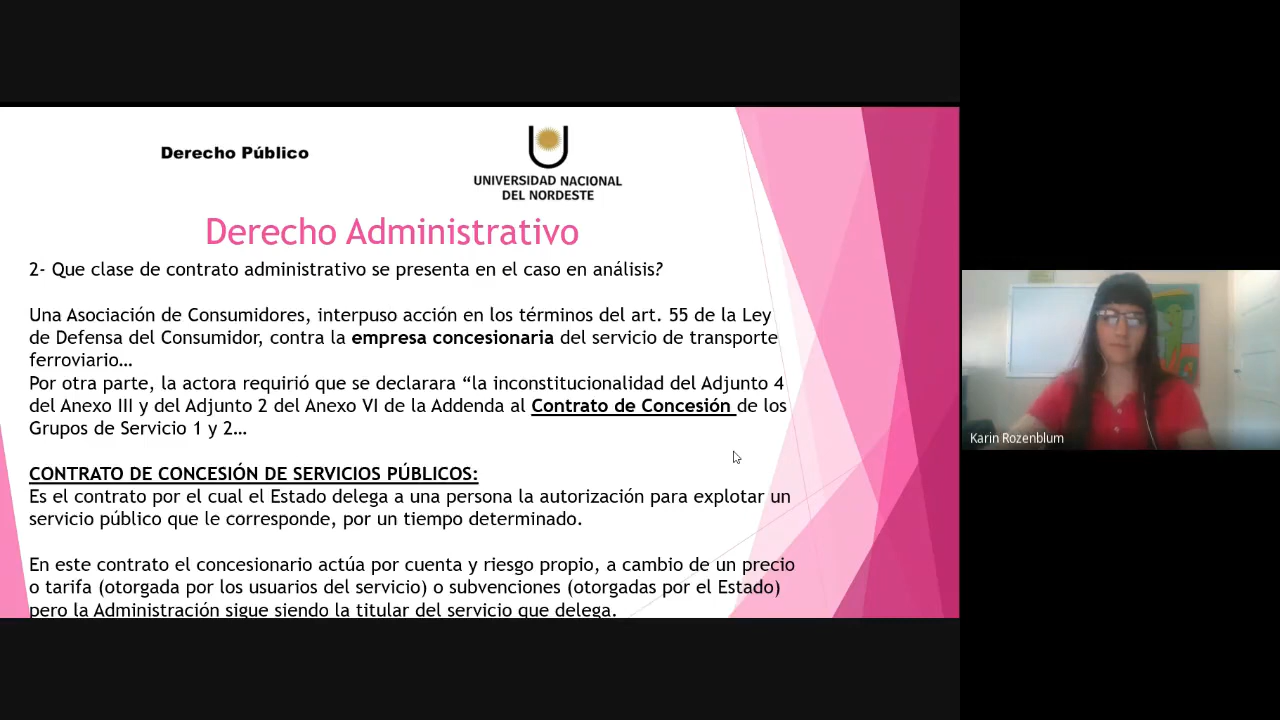 Derecho Público
UNIVERSIDAD NACIONAL
DEL NORDESTE
Derecho Administrativo
2- Que clase de contrato administrativo se presenta en el caso en análisis?
Una Asociación de Consumidores, interpuso acción en los términos del art. 55 de la Ley
de Defensa del Consumidor, contra la empresa concesionaria del servicio de transporte
ferroviario…
Por otra parte, la actora requirió que se declarara “la inconstitucionalidad del Adjunto 4
del Anexo III y del Adjunto 2 del Anexo VI de la Addenda al Contrato de Concesión de los
Grupos de Servicio 1 y 2…
CONTRATO DE CONCESIÓN DE SERVICIOS PÚBLICOS:
Es el contrato por el cual el Estado delega a una persona la autorización para explotar un
servicio público que le corresponde, por un tiempo determinado.
En este contrato el concesionario actúa por cuenta y riesgo propio, a cambio de un precio
o tarifa (otorgada por los usuarios del servicio) o subvenciones (otorgadas por el Estado)
pero la Administración sigue siendo la titular del servicio que delega.
Karin Rozenblum